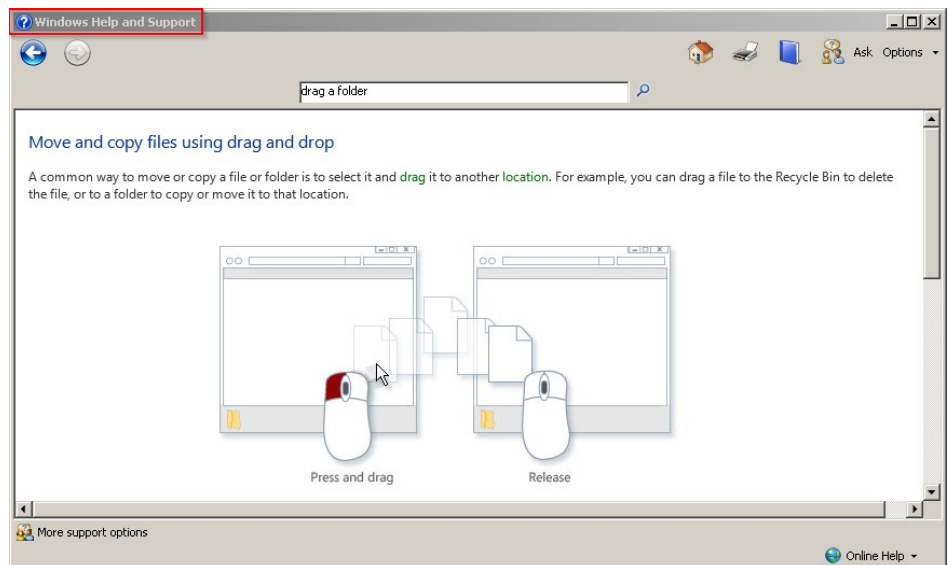 Windows Help and Support
Ask Options
drag a folder
Move and copy files using drag and drop
A common way to move or copy a file or folder is to select it and drag it to another location. For example, you can drag a file to the Recycle Bin to delete
the file, or to a folder to copy or move it to that location.
Press and drag Release
More support options
Online Help